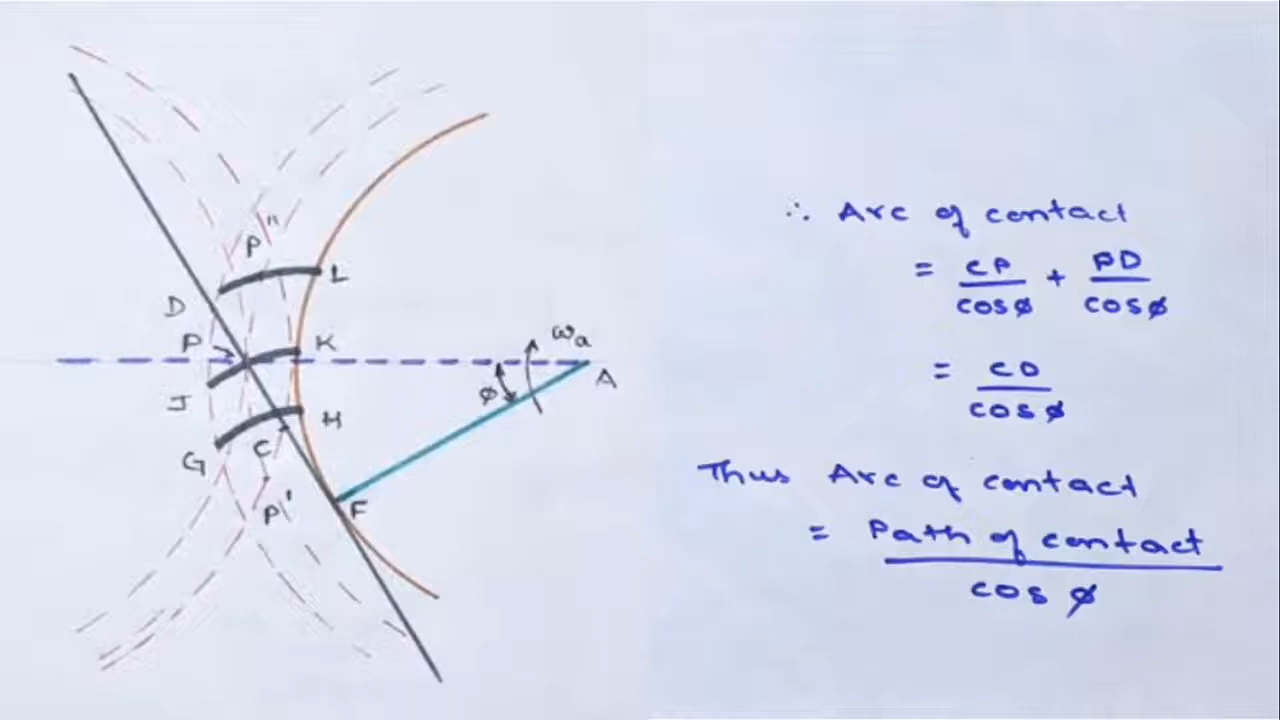 P"
L
D
P
K
ωa
A
J
φ
H
G
C
P'
F
∴ Arc of contact
= CP/cosφ + PD/cosφ
= CD/cosφ
Thus Arc of contact
= Path of contact
cos φ